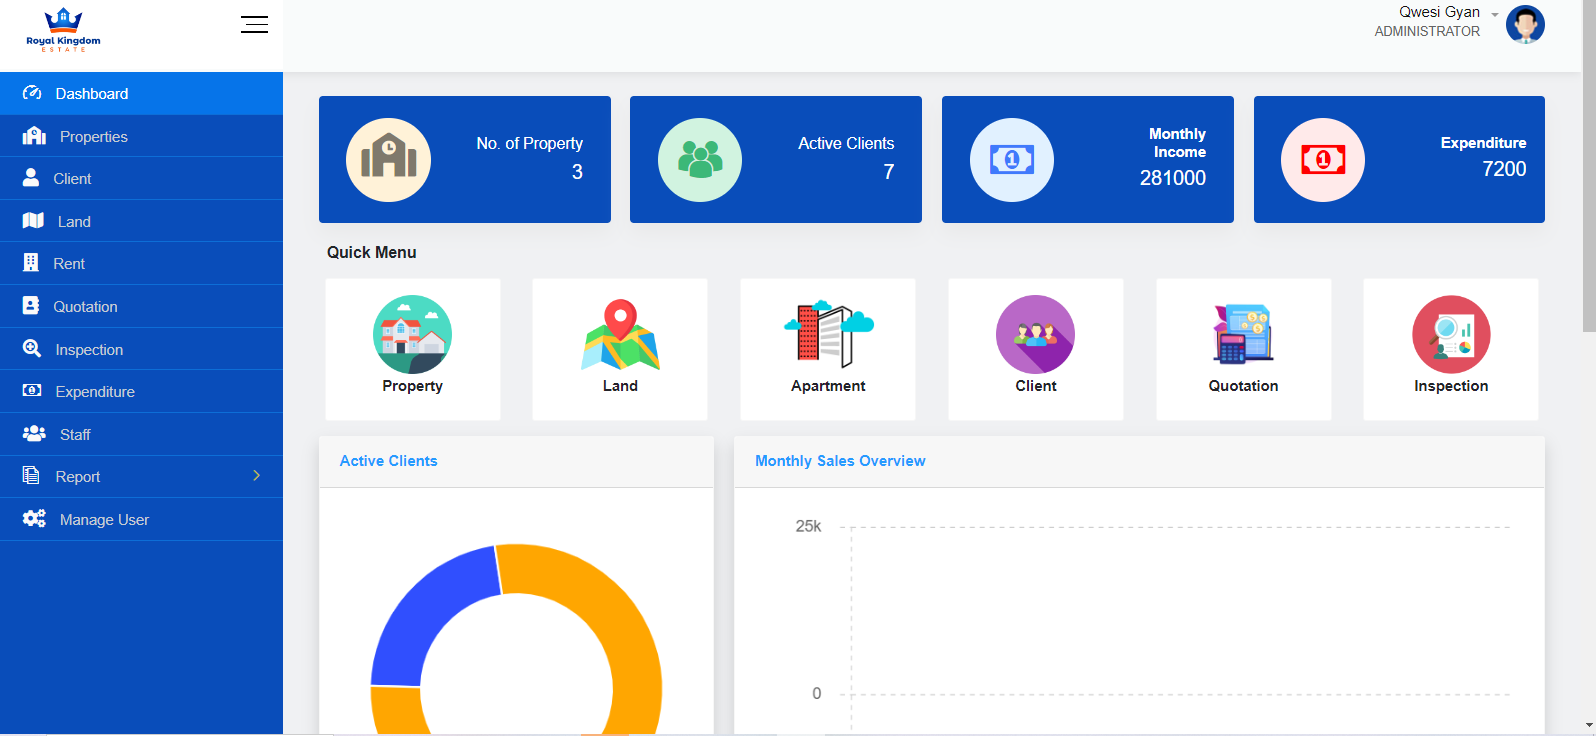 Royal Kingdom
ESTATE
Qwesi Gyan
ADMINISTRATOR
Dashboard
Properties
Client
Land
Rent
Quotation
Inspection
Expenditure
Staff
Report
Manage User
No. of Property
3
Active Clients
7
Monthly
Income
281000
Expenditure
7200
Quick Menu
Property
Land
Apartment
Client
Quotation
Inspection
Active Clients
Monthly Sales Overview
25k
0